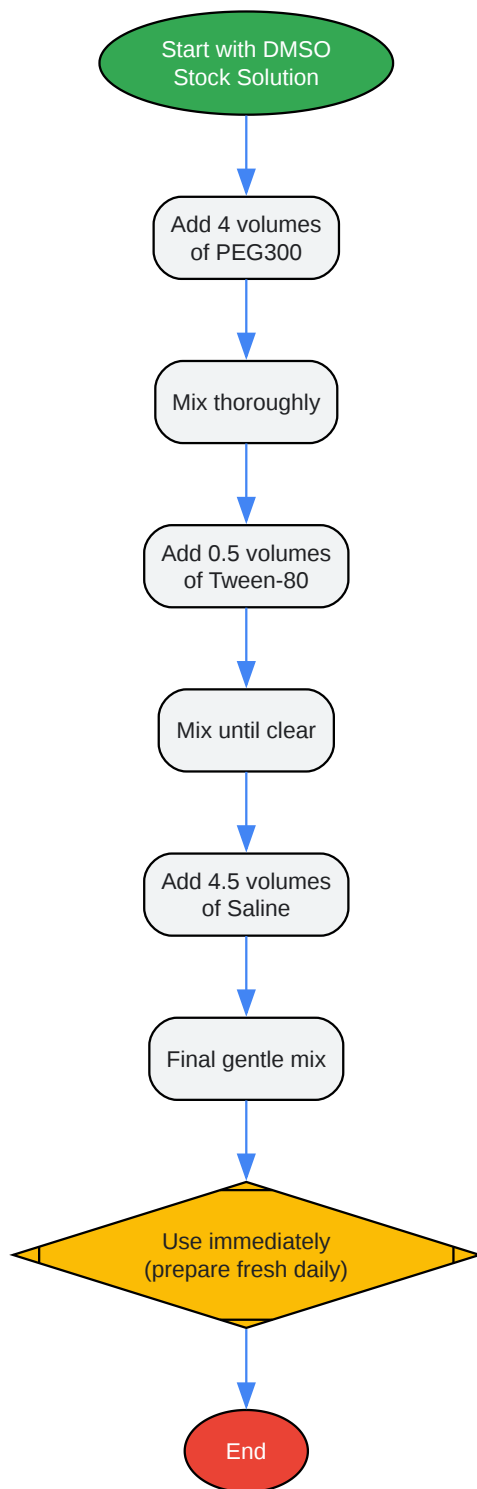 Start with DMSO
Stock Solution
Add 4 volumes
of PEG300
Mix thoroughly
Add 0.5 volumes
of Tween-80
Mix until clear
Add 4.5 volumes
of Saline
Final gentle mix
Use immediately
(prepare fresh daily)
End